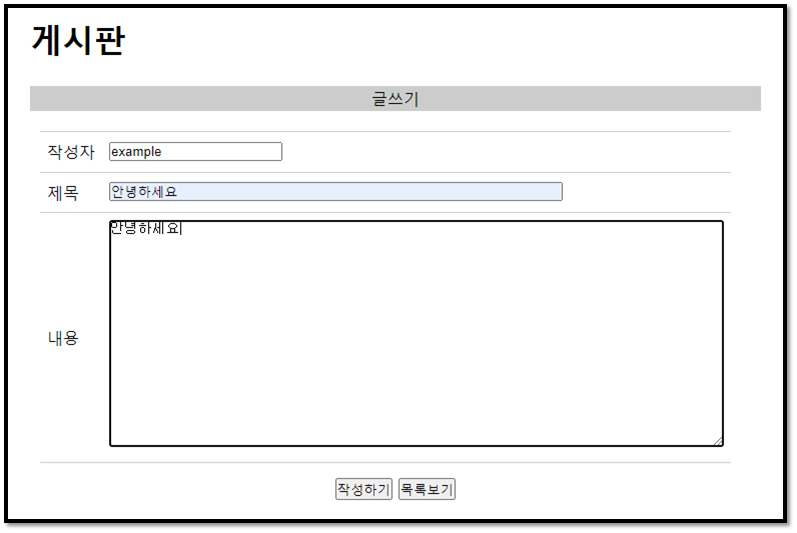 게시판
글쓰기
작성자 example
제목 안녕하세요
안녕하세요
내용
작성하기 목록보기